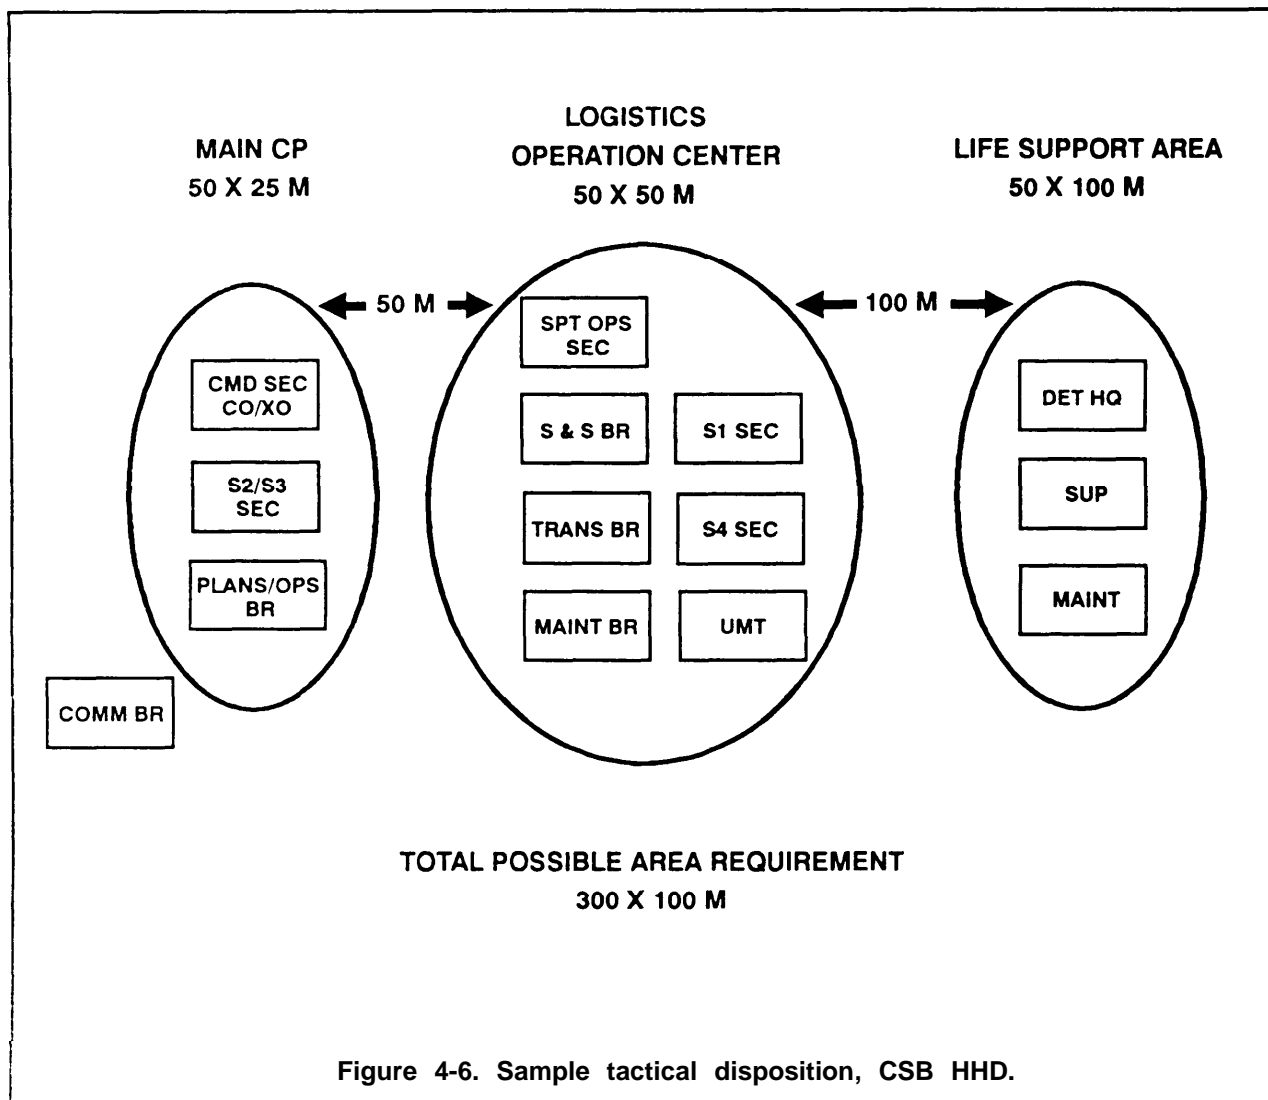 MAIN CP
50 X 25 M
LOGISTICS
OPERATION CENTER
50 X 50 M
LIFE SUPPORT AREA
50 X 100 M
50 M
100 M
CMD SEC
CO/XO
S2/S3
SEC
PLANS/OPS
BR
COMM BR
SPT OPS
SEC
S & S BR
S1 SEC
TRANS BR
S4 SEC
MAINT BR
UMT
DET HQ
SUP
MAINT
TOTAL POSSIBLE AREA REQUIREMENT
300 X 100 M
Figure 4-6. Sample tactical disposition, CSB HHD.